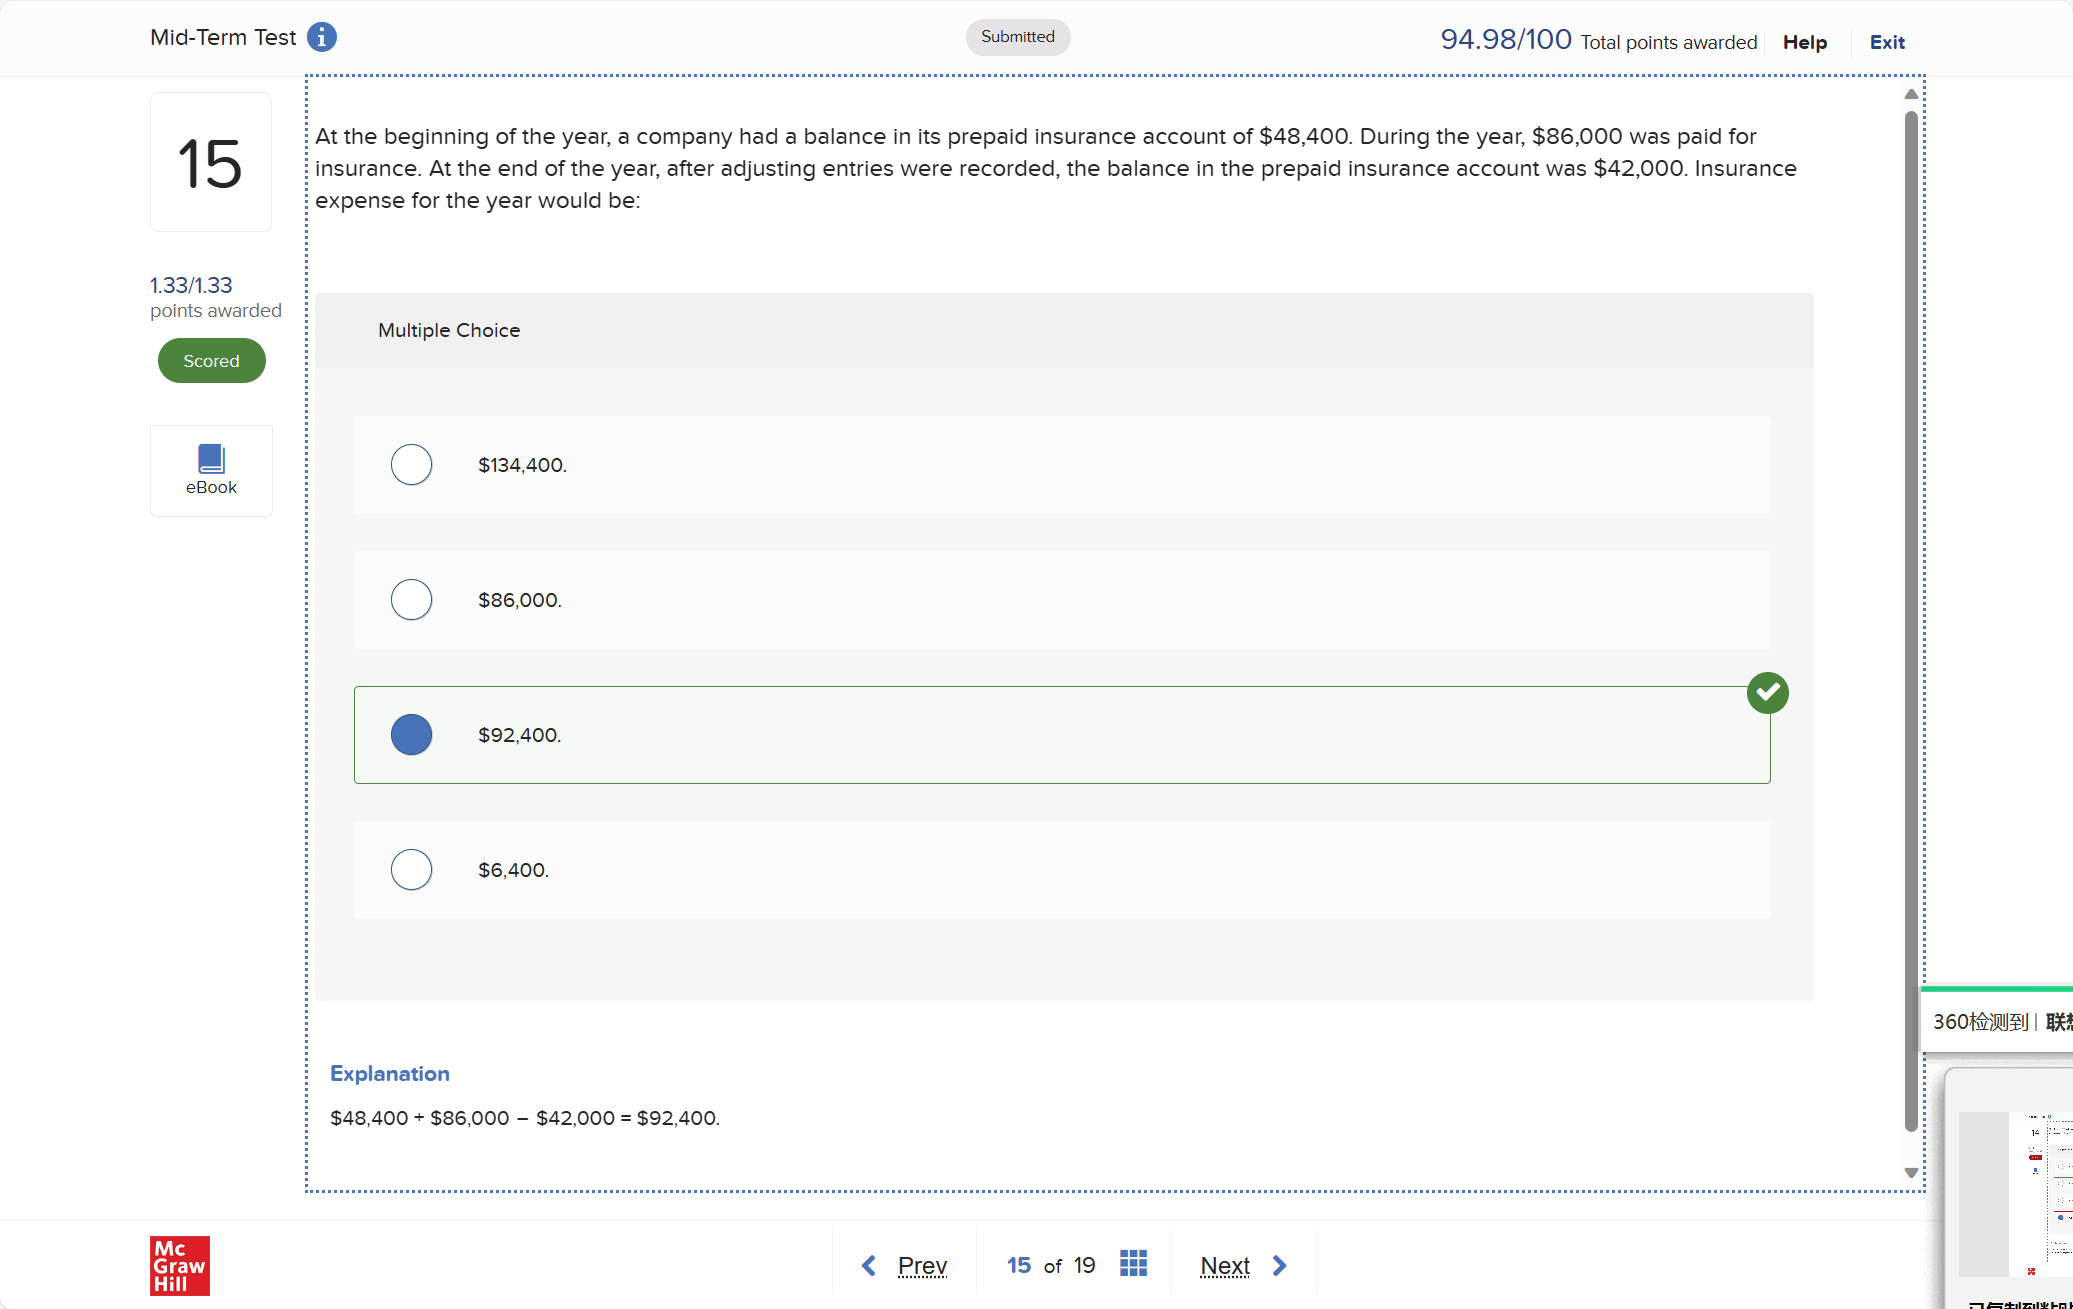 Mid-Term Test
Submitted
94.98/100 Total points awarded
Help
Exit
15
1.33/1.33
points awarded
Scored
eBook
At the beginning of the year, a company had a balance in its prepaid insurance account of $48,400. During the year, $86,000 was paid for
insurance. At the end of the year, after adjusting entries were recorded, the balance in the prepaid insurance account was $42,000. Insurance
expense for the year would be:
Multiple Choice
$134,400.
$86,000.
$92,400.
$6,400.
Explanation
$48,400 + $86,000 – $42,000 = $92,400.
360检测到 | 联想
14
Mc
Graw
Hill
Prev
15 of 19
Next